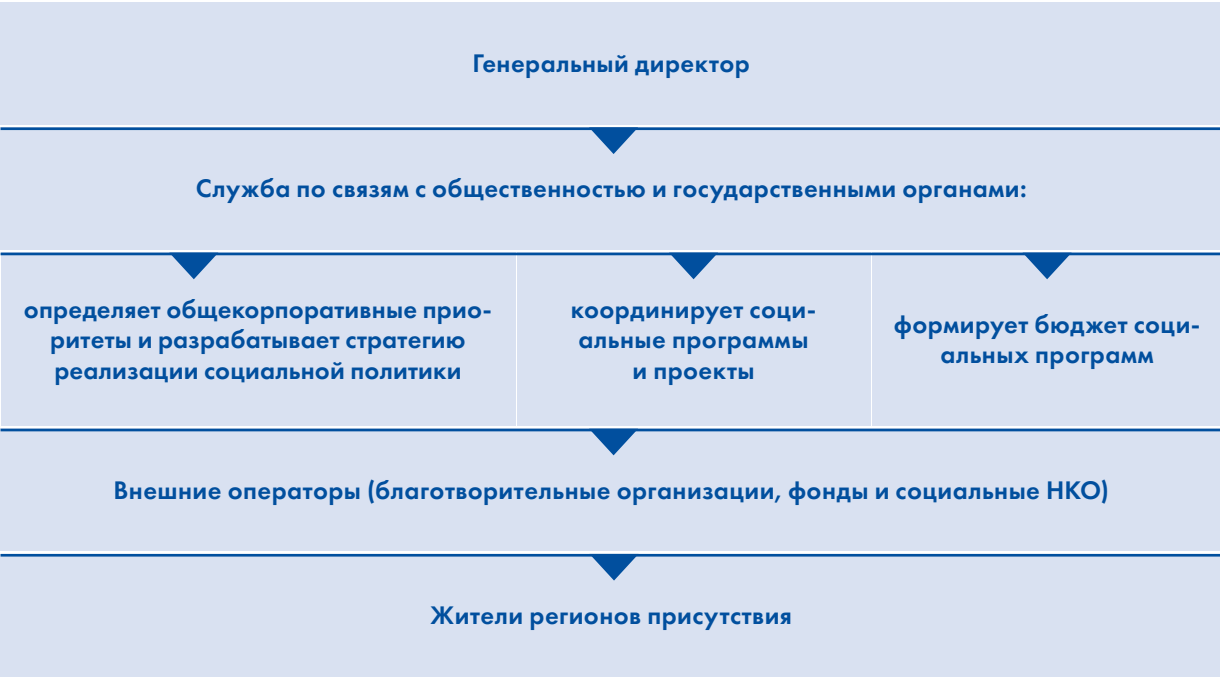 Генеральный директор
Служба по связям с общественностью и государственными органами:
определяет общекорпоративные прио-
ритеты и разрабатывает стратегию
реализации социальной политики
координирует соци-
альные программы
и проекты
формирует бюджет соци-
альных программ
Внешние операторы (благотворительные организации, фонды и социальные НКО)
Жители регионов присутствия